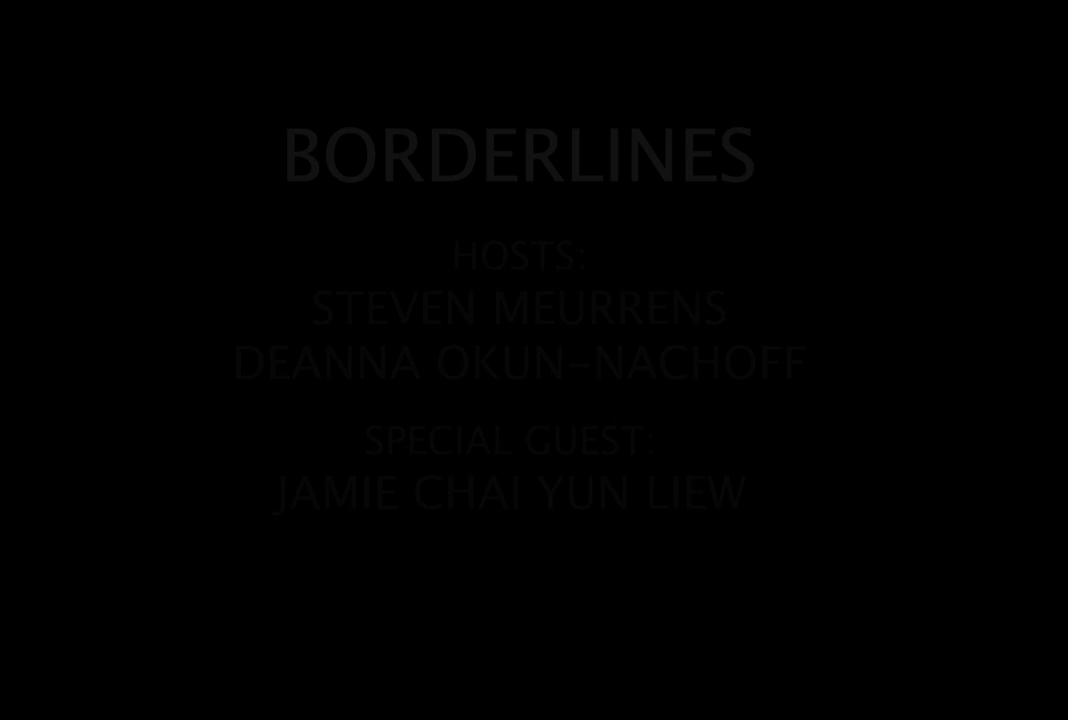 BORDERLINES
HOSTS:
STEVEN MEURRENS
DEANNA OKUN-NACHOFF
SPECIAL GUEST:
JAMIE CHAI YUN LIEW